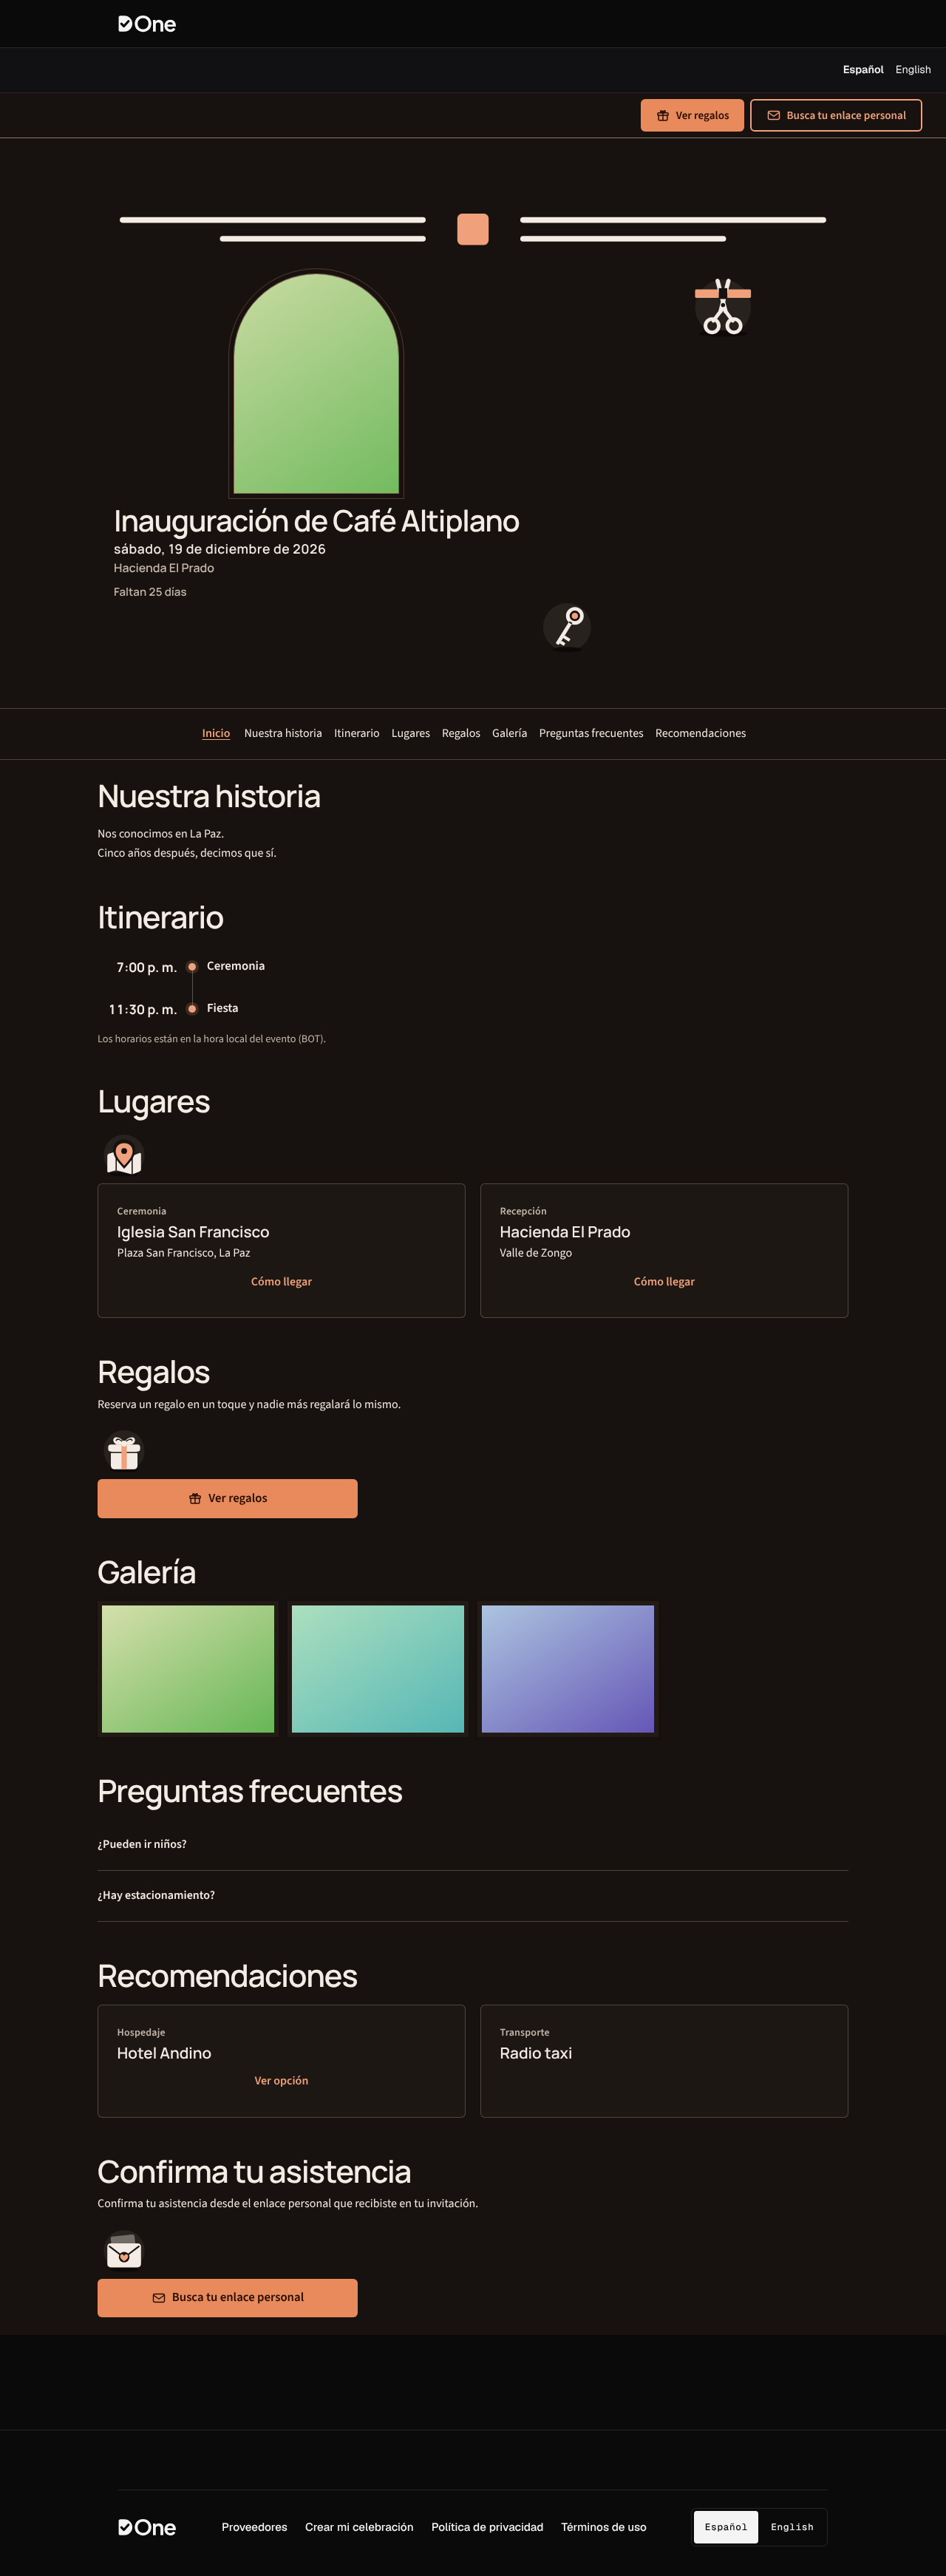 One
Español English
Ver regalos Busca tu enlace personal
Inauguración de Café Altiplano
sábado, 19 de diciembre de 2026
Hacienda El Prado
Faltan 25 días
Inicio Nuestra historia Itinerario Lugares Regalos Galería Preguntas frecuentes Recomendaciones
Nuestra historia
Nos conocimos en La Paz.
Cinco años después, decimos que sí.
Itinerario
7:00 p. m. Ceremonia
11:30 p. m. Fiesta
Los horarios están en la hora local del evento (BOT).
Lugares
Ceremonia
Iglesia San Francisco
Plaza San Francisco, La Paz
Cómo llegar
Recepción
Hacienda El Prado
Valle de Zongo
Cómo llegar
Regalos
Reserva un regalo en un toque y nadie más regalará lo mismo.
Ver regalos
Galería
Preguntas frecuentes
¿Pueden ir niños?
¿Hay estacionamiento?
Recomendaciones
Hospedaje
Hotel Andino
Ver opción
Transporte
Radio taxi
Confirma tu asistencia
Confirma tu asistencia desde el enlace personal que recibiste en tu invitación.
Busca tu enlace personal
One Proveedores Crear mi celebración Política de privacidad Términos de uso Español English